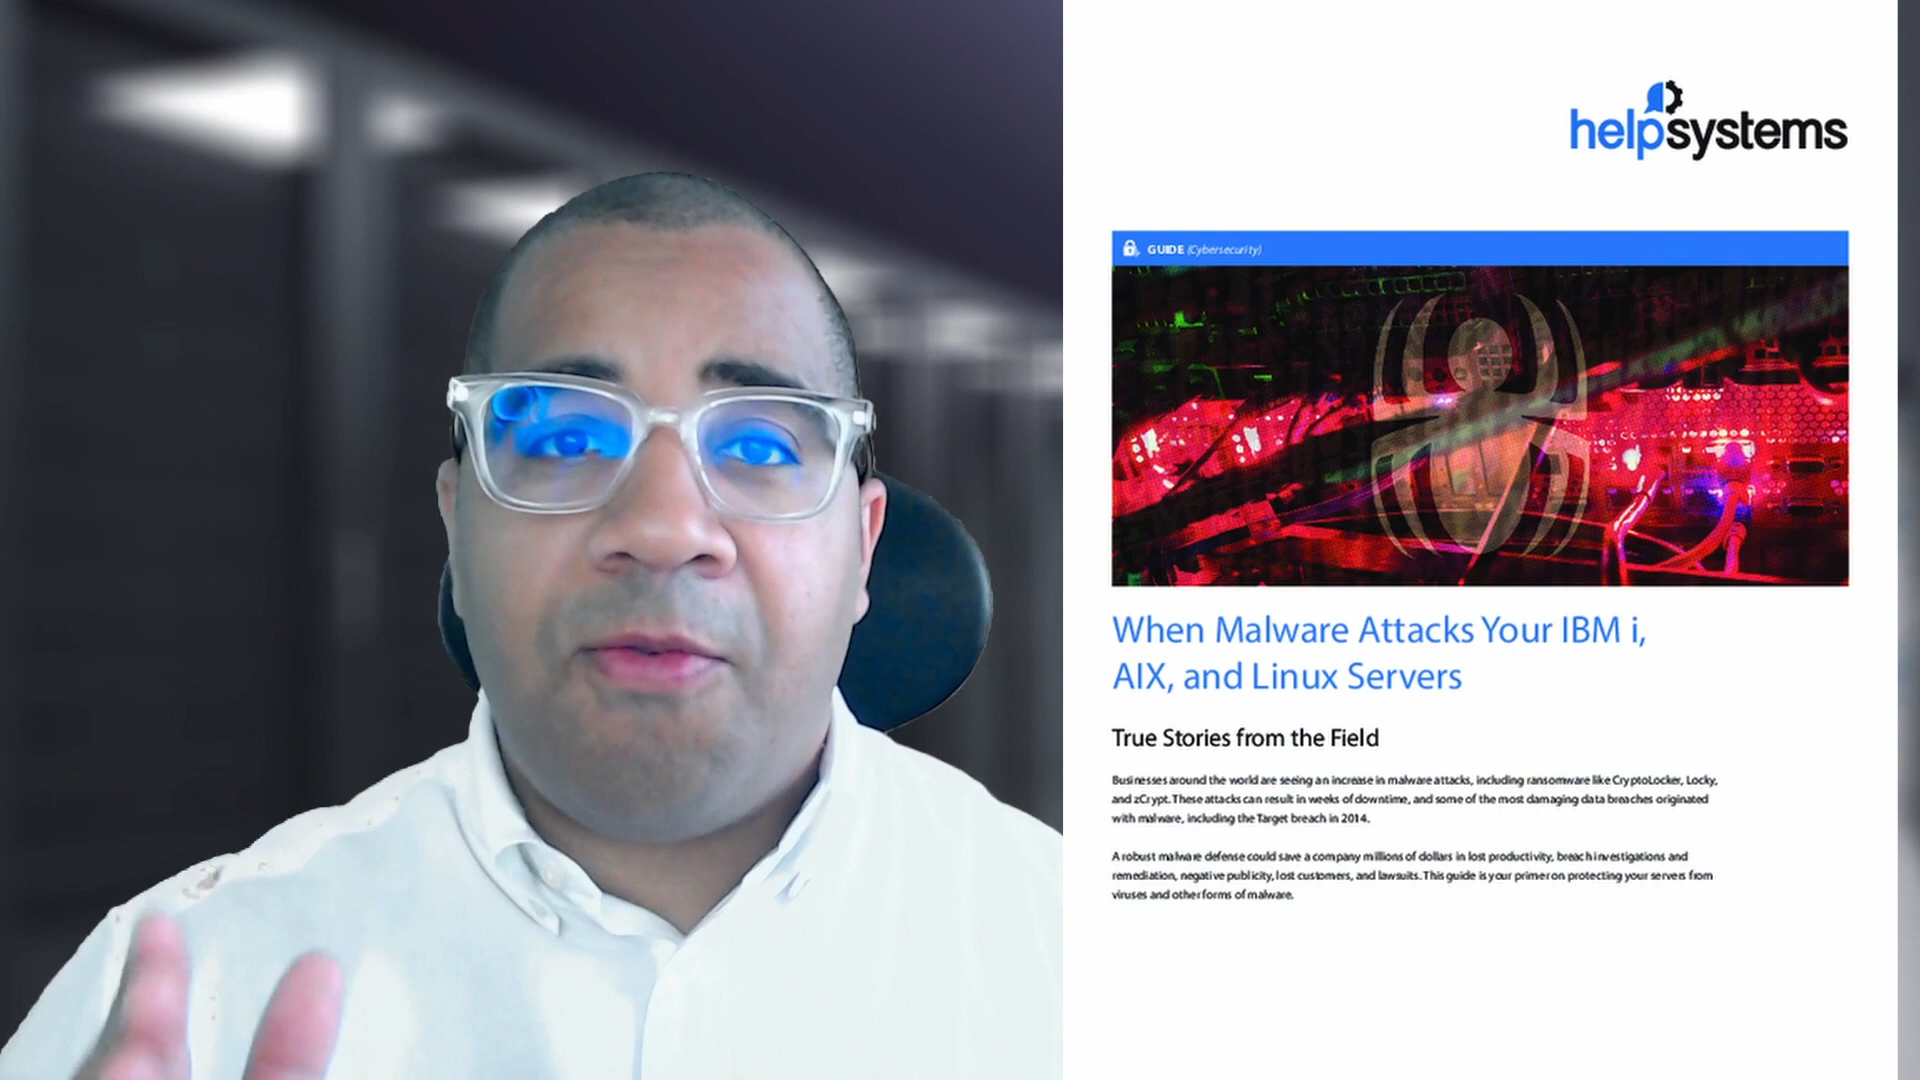 helpsystems
GUIDE (Cybersecurity)
When Malware Attacks Your IBM i,
AIX, and Linux Servers
True Stories from the Field
Businesses around the world are seeing an increase in malware attacks, including ransomware like CryptoLocker, Locky,
and zCrypt. These attacks can result in weeks of downtime, and some of the most damaging data breaches originated
with malware, including the Target breach in 2014.
A robust malware defense could save a company millions of dollars in lost productivity, breach investigations and
remediation, negative publicity, lost customers, and lawsuits. This guide is your primer on protecting your servers from
viruses and other forms of malware.